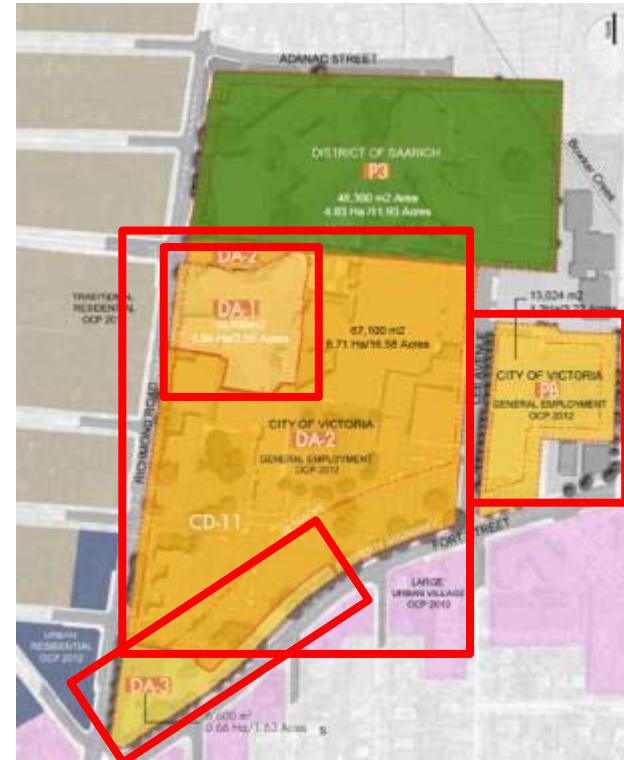 ADANAC STREET
DISTRICT OF SAANICH
P3
48,300 m2 Area
4.83 Ha /11.93 Acres
Bowker Creek
DA-2
DA-1
TRADITIONAL
RESIDENTIAL
67,100 m2
6.71 Ha/16.58 Acres
13,024 m2
CITY OF VICTORIA
GENERAL EMPLOYMENT
OCP 2012
RICHMOND ROAD
CITY OF VICTORIA
DA-2
GENERAL EMPLOYMENT
OCP 2012
CD-11
FORT STREET
LARGE
URBAN VILLAGE
OCP 2012
URBAN
RESIDENTIAL
OCP 2012
DA-3
0.66 Ha/1.63 Acres
s